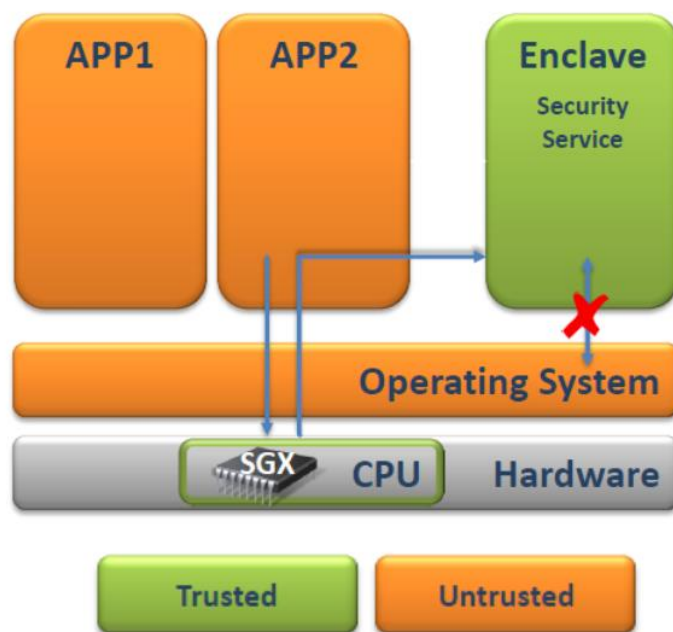 APP1
APP2
Enclave
Security
Service
Operating System
SGX
CPU
Hardware
Trusted
Untrusted